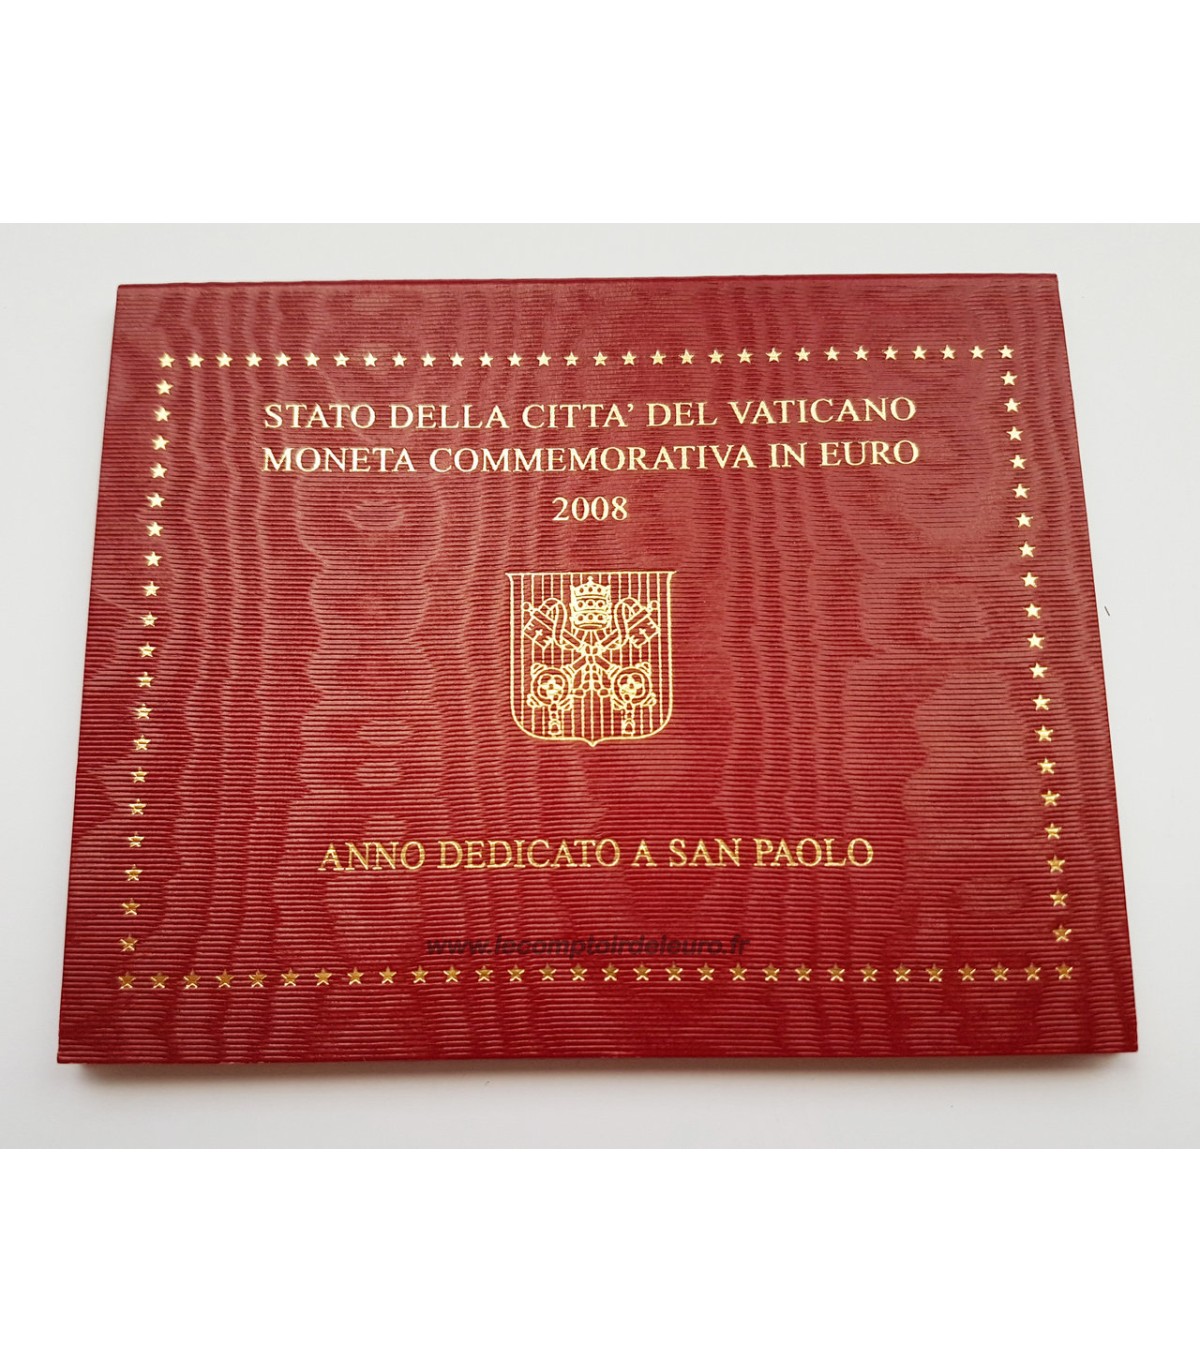 STATO DELLA CITTA' DEL VATICANO
MONETA COMMEMORATIVA IN EURO
2008
ANNO DEDICATO A SAN PAOLO
www.lecomptoirdeleuro.fr